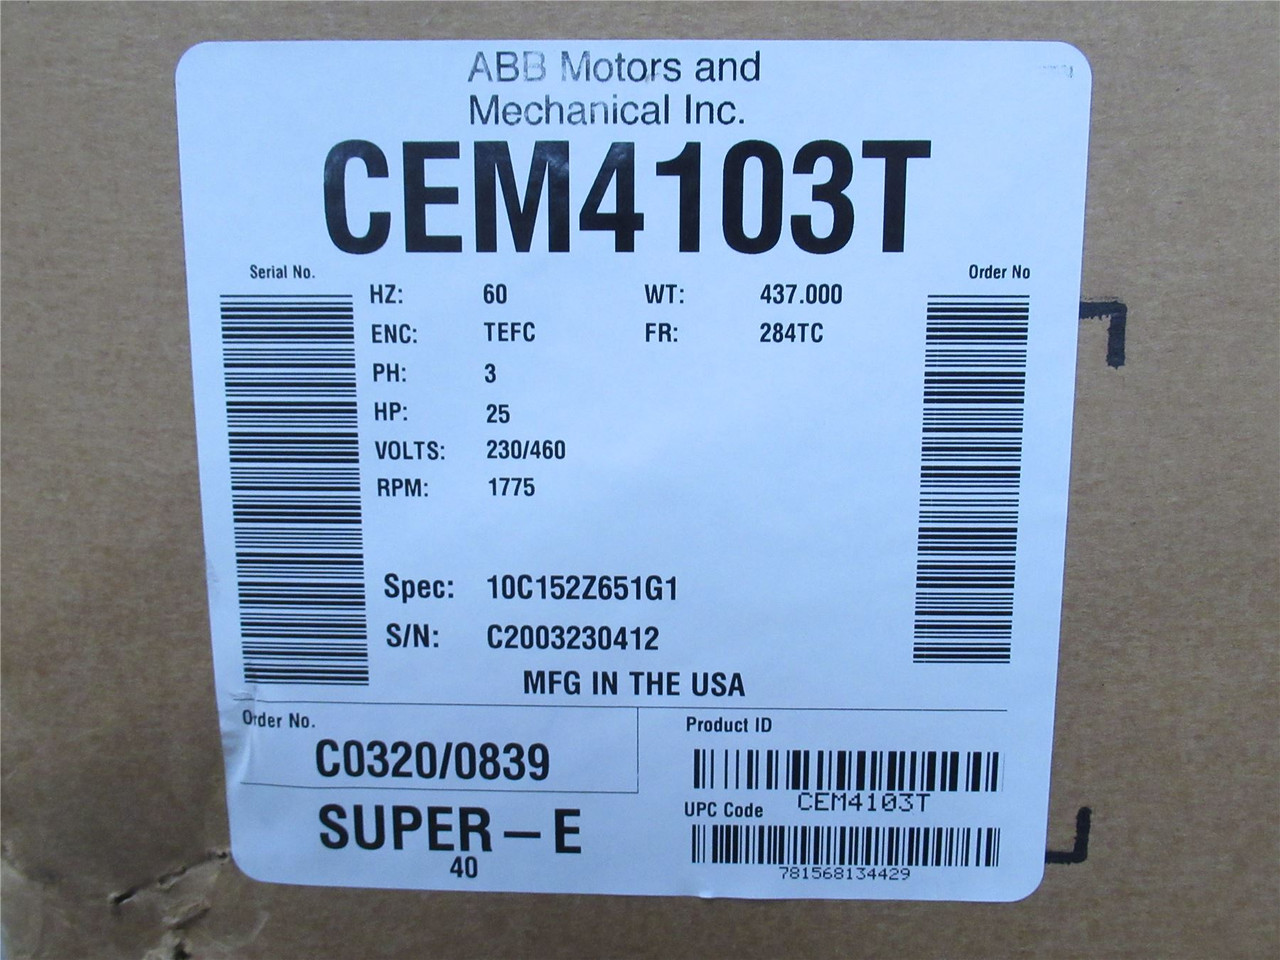 ABB Motors and
Mechanical Inc.
CEM4103T
Serial No.
Order No
HZ: 60 WT: 437.000
ENC: TEFC FR: 284TC
PH: 3
HP: 25
VOLTS: 230/460
RPM: 1775
Spec: 10C152Z651G1
S/N: C2003230412
MFG IN THE USA
Order No.
C0320/0839
SUPER – E
40
Product ID
CEM4103T
UPC Code
781568134429